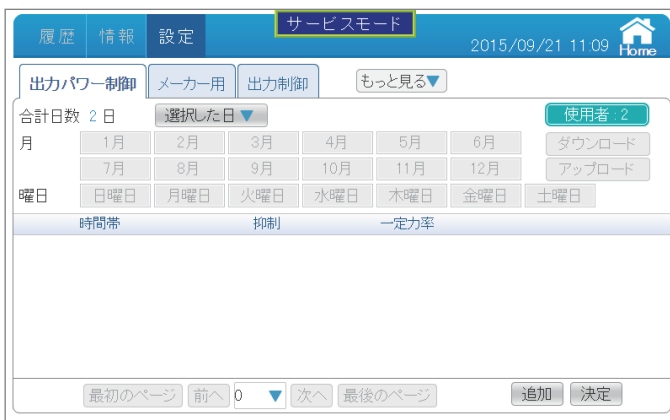 サービスモード
履歴 情報 設定 2015/09/21 11:09 Home
出力パワー制御 メーカー用 出力制御 もっと見る▼
合計日数 2 日 選択した日▼ 使用者:2
月 1月 2月 3月 4月 5月 6月 ダウンロード
7月 8月 9月 10月 11月 12月 アップロード
曜日 日曜日 月曜日 火曜日 水曜日 木曜日 金曜日 土曜日
時間帯 抑制 一定力率
最初のページ 前へ 0 ▼ 次へ 最後のページ 追加 決定